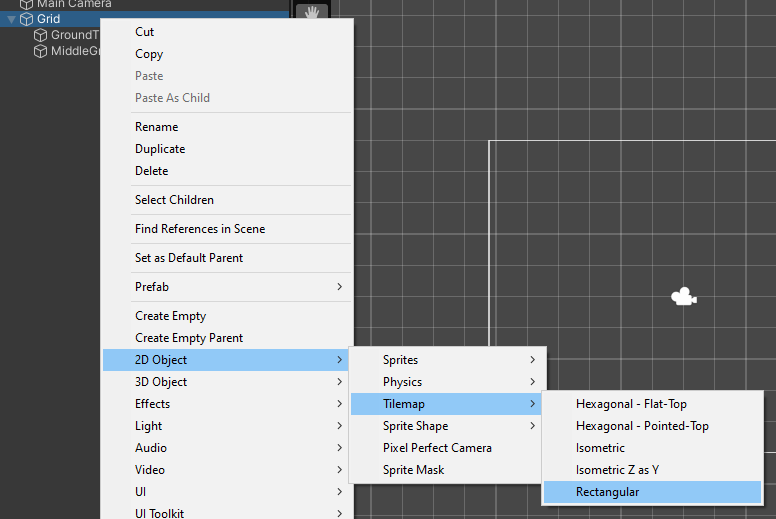 Main Camera
Grid
GroundT
MiddleGr
Cut
Copy
Paste
Paste As Child
Rename
Duplicate
Delete
Select Children
Find References in Scene
Set as Default Parent
Prefab
Create Empty
Create Empty Parent
2D Object
3D Object
Effects
Light
Audio
Video
UI
UI Toolkit
Sprites
Physics
Tilemap
Sprite Shape
Pixel Perfect Camera
Sprite Mask
Hexagonal - Flat-Top
Hexagonal - Pointed-Top
Isometric
Isometric Z as Y
Rectangular